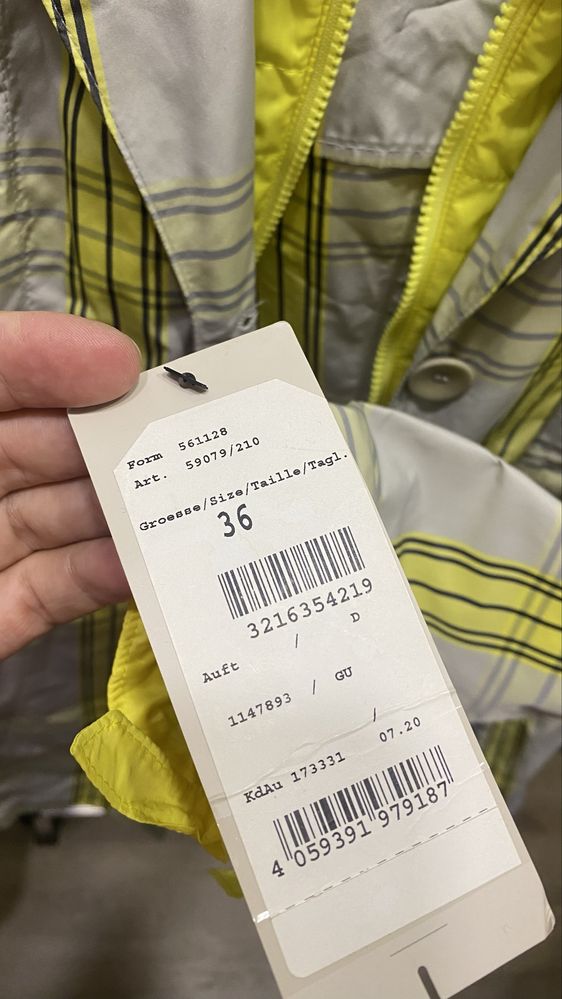 Form 561128
Art. 59079/210
Groesse/Size/Taille/Tagl.
36
3216354219
/ D
Auft
1147893 / GU
/
KdAu 173331 07.20
4 059391 979187